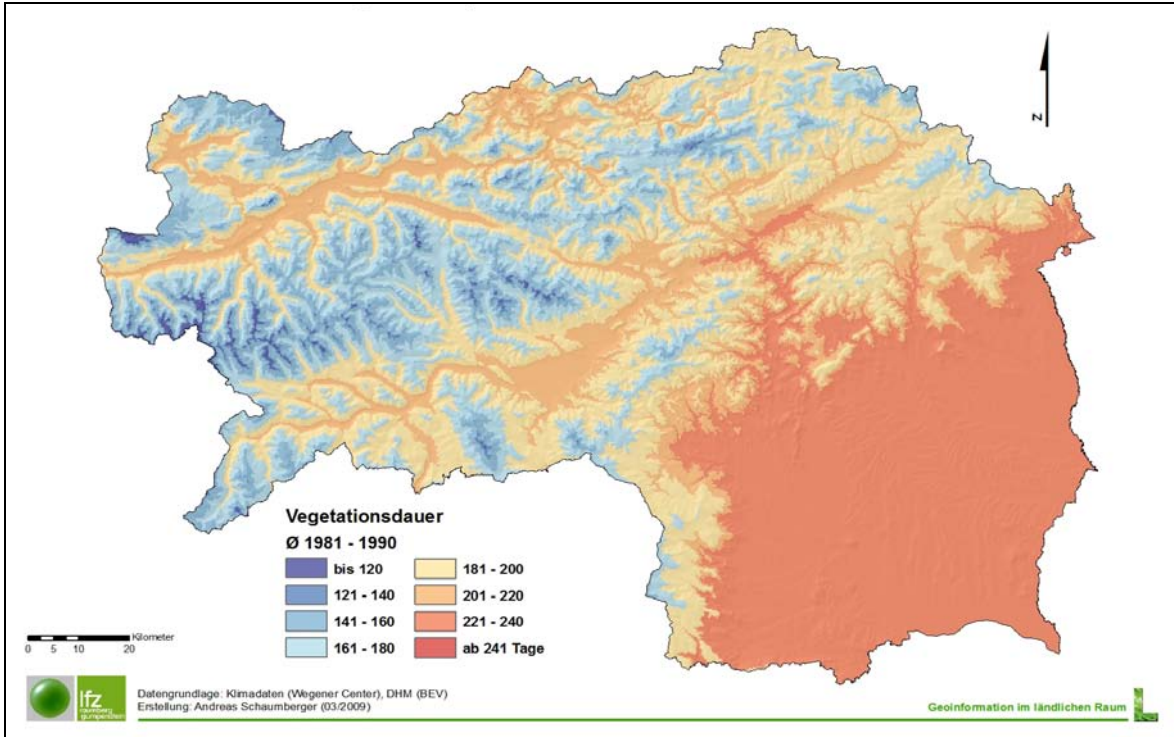 N
Vegetationsdauer
Ø 1981 - 1990
bis 120
121 - 140
141 - 160
161 - 180
181 - 200
201 - 220
221 - 240
ab 241 Tage
Kilometer
0 5 10 20
lfz
raumberg
gumpenstein
Datengrundlage: Klimadaten (Wegener Center), DHM (BEV)
Erstellung: Andreas Schaumberger (03/2009)
Geoinformation im ländlichen Raum
L